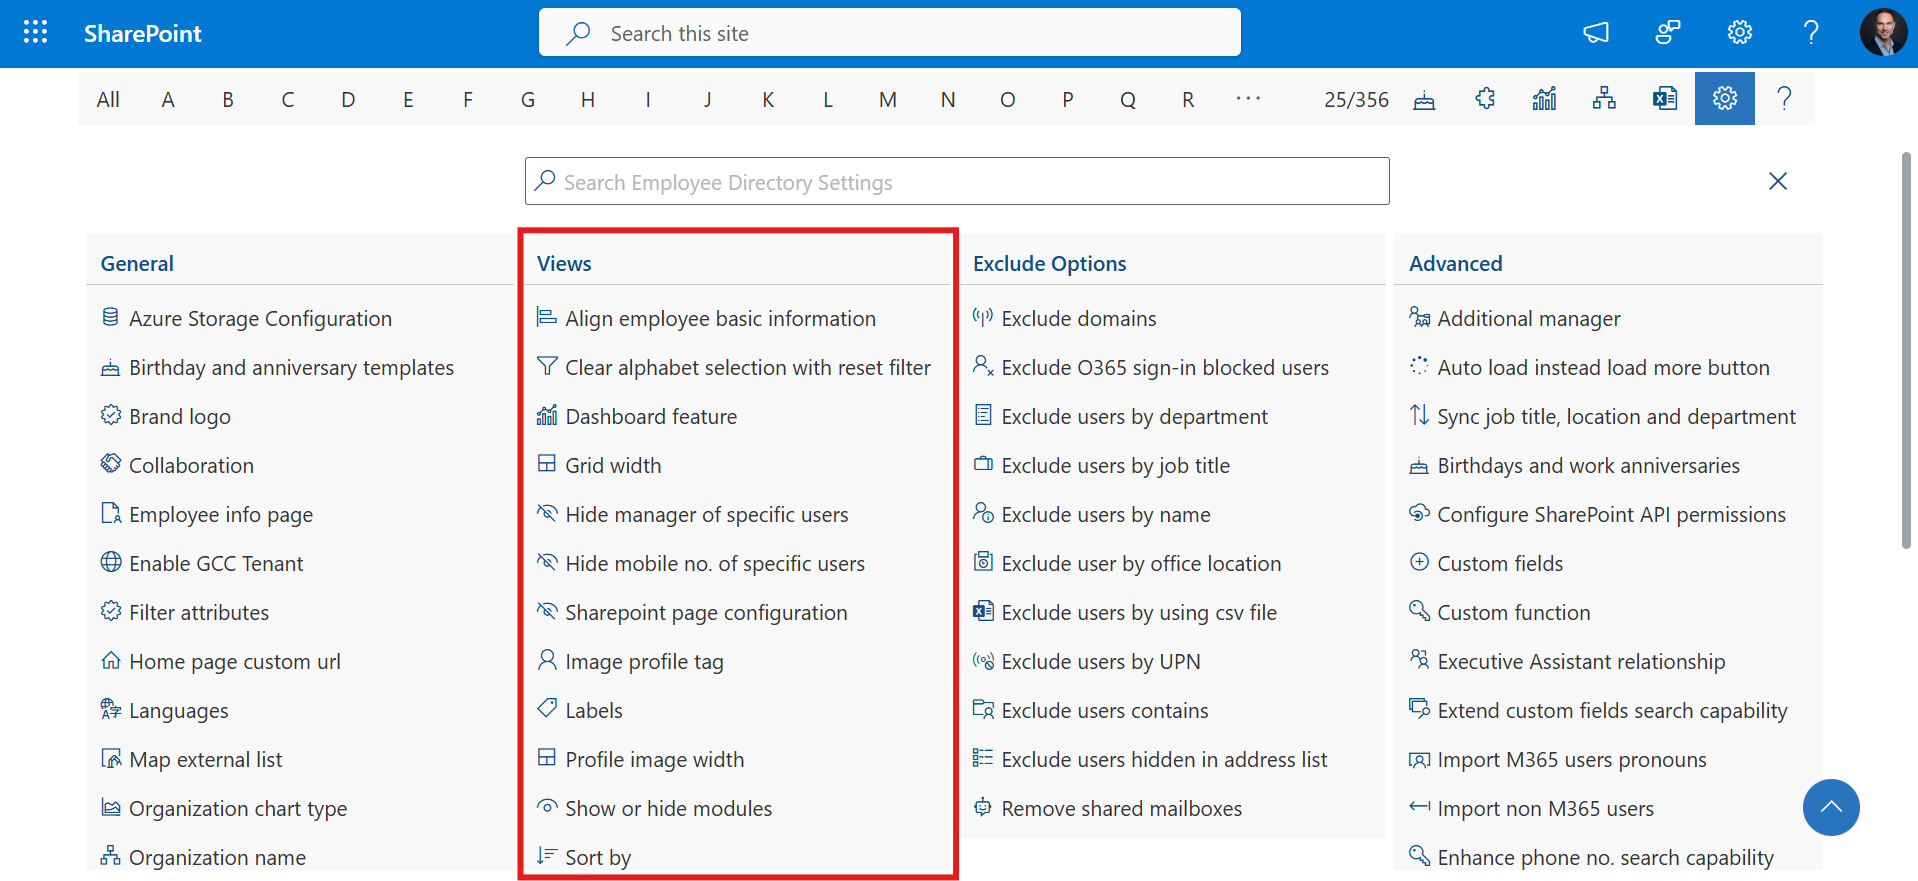 SharePoint
Search this site
All A B C D E F G H I J K L M N O P Q R ··· 25/356
Search Employee Directory Settings
General
Azure Storage Configuration
Birthday and anniversary templates
Brand logo
Collaboration
Employee info page
Enable GCC Tenant
Filter attributes
Home page custom url
Languages
Map external list
Organization chart type
Organization name
Views
Align employee basic information
Clear alphabet selection with reset filter
Dashboard feature
Grid width
Hide manager of specific users
Hide mobile no. of specific users
Sharepoint page configuration
Image profile tag
Labels
Profile image width
Show or hide modules
Sort by
Exclude Options
Exclude domains
Exclude O365 sign-in blocked users
Exclude users by department
Exclude users by job title
Exclude users by name
Exclude user by office location
Exclude users by using csv file
Exclude users by UPN
Exclude users contains
Exclude users hidden in address list
Remove shared mailboxes
Advanced
Additional manager
Auto load instead load more button
Sync job title, location and department
Birthdays and work anniversaries
Configure SharePoint API permissions
Custom fields
Custom function
Executive Assistant relationship
Extend custom fields search capability
Import M365 users pronouns
Import non M365 users
Enhance phone no. search capability